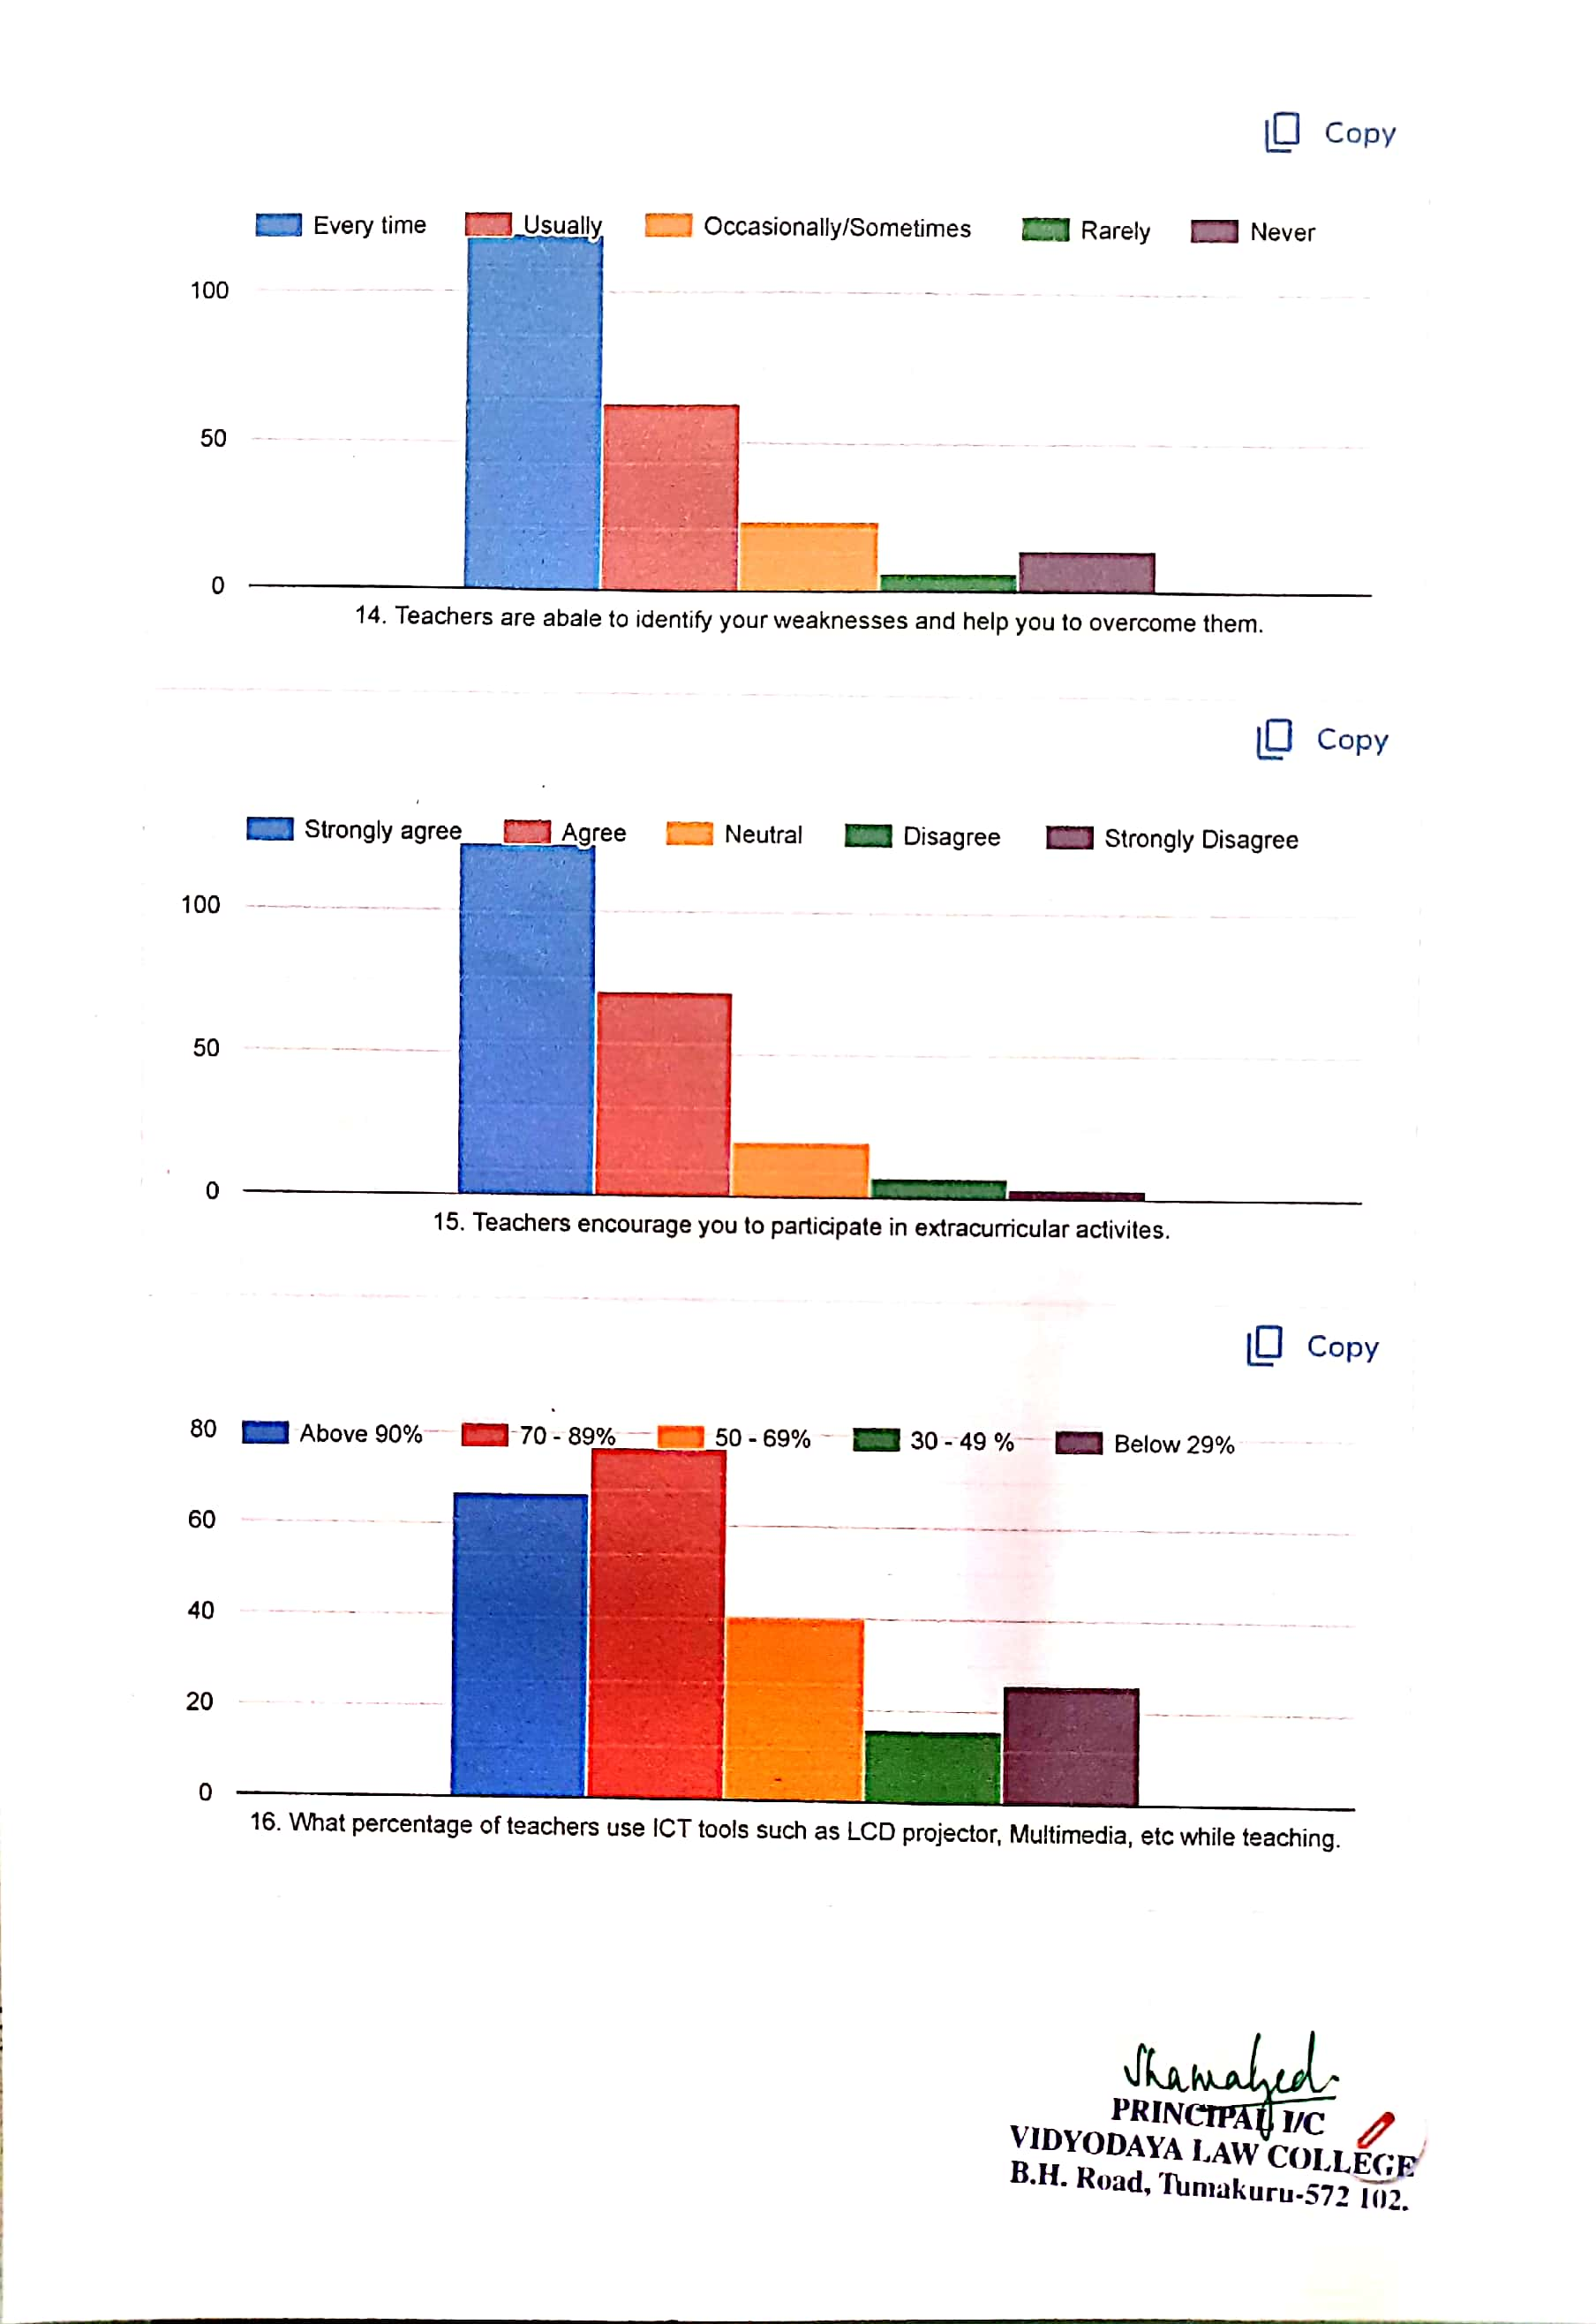 Copy
Every time Usually Occasionally/Sometimes Rarely Never
100
50
0
14. Teachers are abale to identify your weaknesses and help you to overcome them.
Copy
Strongly agree Agree Neutral Disagree Strongly Disagree
100
50
0
15. Teachers encourage you to participate in extracurricular activites.
Copy
80 Above 90% 70 - 89% 50 - 69% 30 - 49 % Below 29%
60
40
20
0
16. What percentage of teachers use ICT tools such as LCD projector, Multimedia, etc while teaching.
PRINCIPAL I/C
VIDYODAYA LAW COLLEGE
B.H. Road, Tumakuru-572 102.